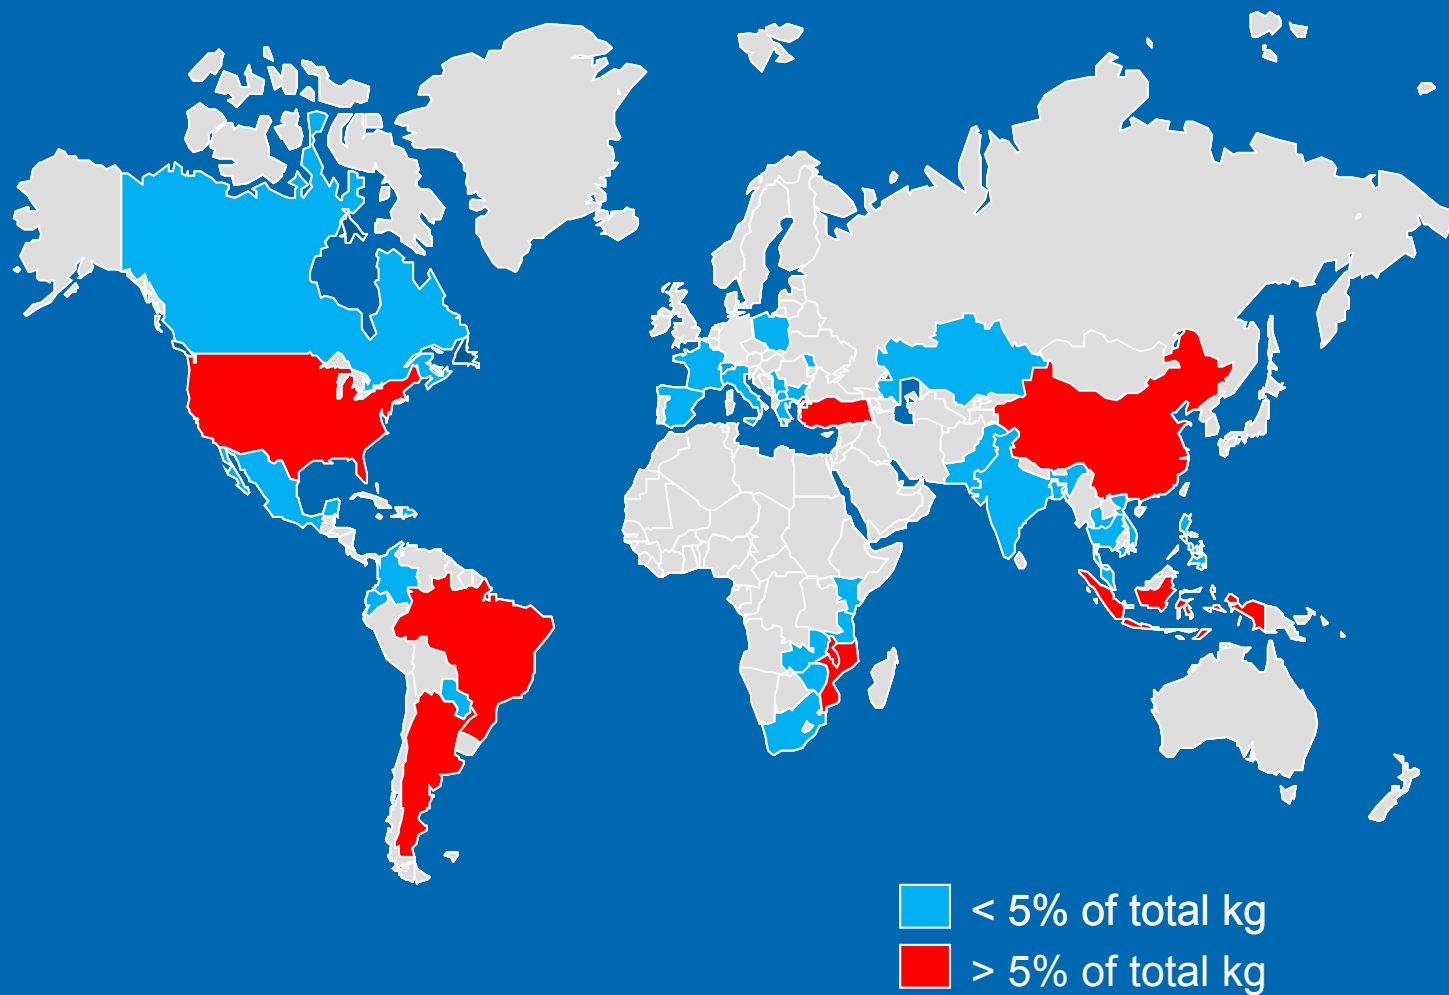 < 5% of total kg
> 5% of total kg